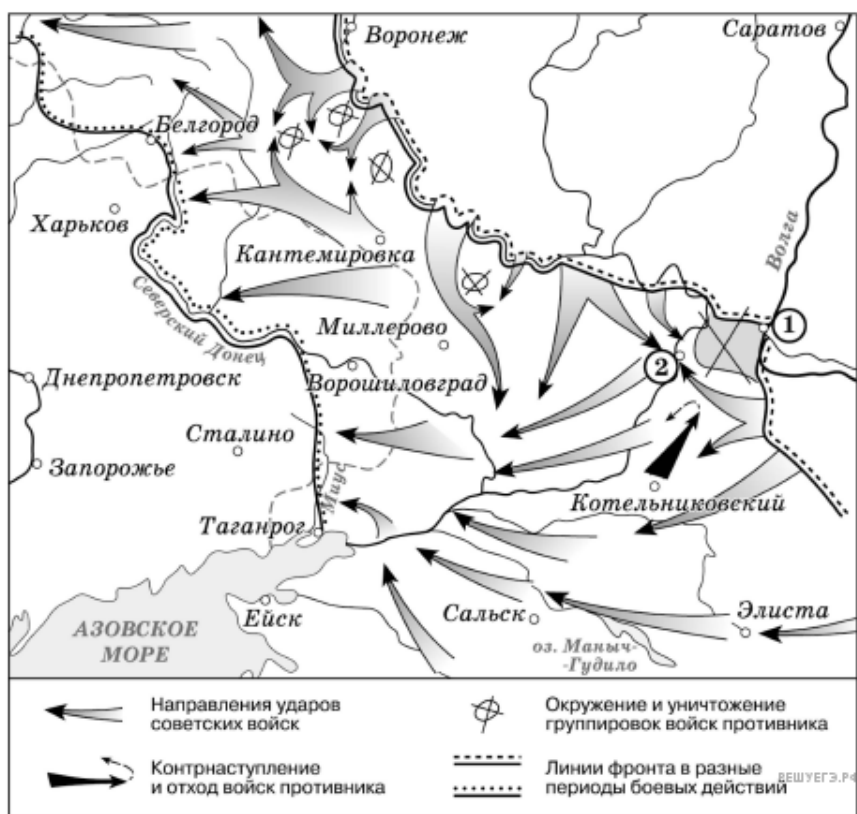 Воронеж
Саратов
Белгород
Волга
Харьков
Кантемировка
Северский Донец
Миллерово
1
2
Днепропетровск
Ворошиловград
Сталино
Запорожье
Миус
Котельниковский
Таганрог
Ейск
Сальск
Элиста
АЗОВСКОЕ
МОРЕ
оз. Маныч-
-Гудило
Направления ударов
советских войск
Окружение и уничтожение
группировок войск противника
Контрнаступление
и отход войск противника
Линии фронта в разные
периоды боевых действий
РЕШУЕГЭ.РФ